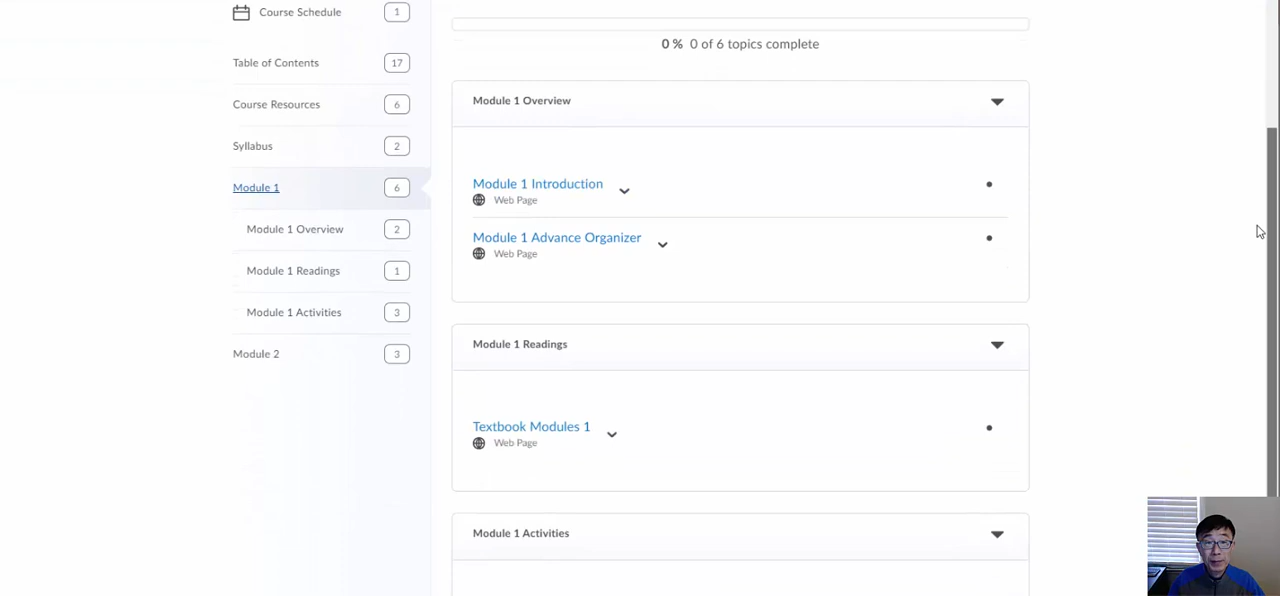 Course Schedule 1
Table of Contents 17
Course Resources 6
Syllabus 2
Module 1 6
Module 1 Overview 2
Module 1 Readings 1
Module 1 Activities 3
Module 2 3
0 % 0 of 6 topics complete
Module 1 Overview
Module 1 Introduction
Web Page
Module 1 Advance Organizer
Web Page
Module 1 Readings
Textbook Modules 1
Web Page
Module 1 Activities